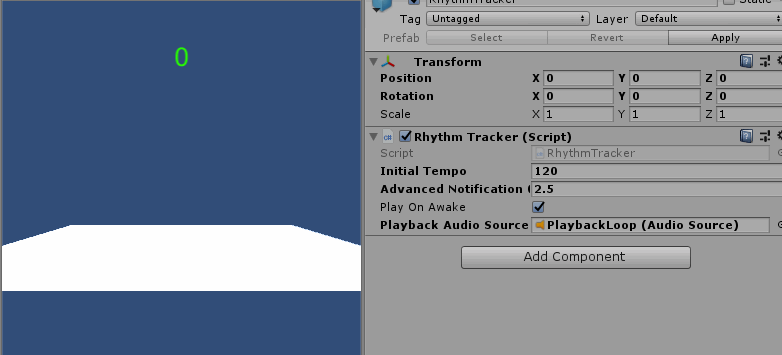 0
RhythmTracker Static
Tag Untagged Layer Default
Prefab Select Revert Apply
Transform
Position X 0 Y 0 Z 0
Rotation X 0 Y 0 Z 0
Scale X 1 Y 1 Z 1
Rhythm Tracker (Script)
Script RhythmTracker
Initial Tempo 120
Advanced Notification 2.5
Play On Awake
Playback Audio Source PlaybackLoop (Audio Source)
Add Component